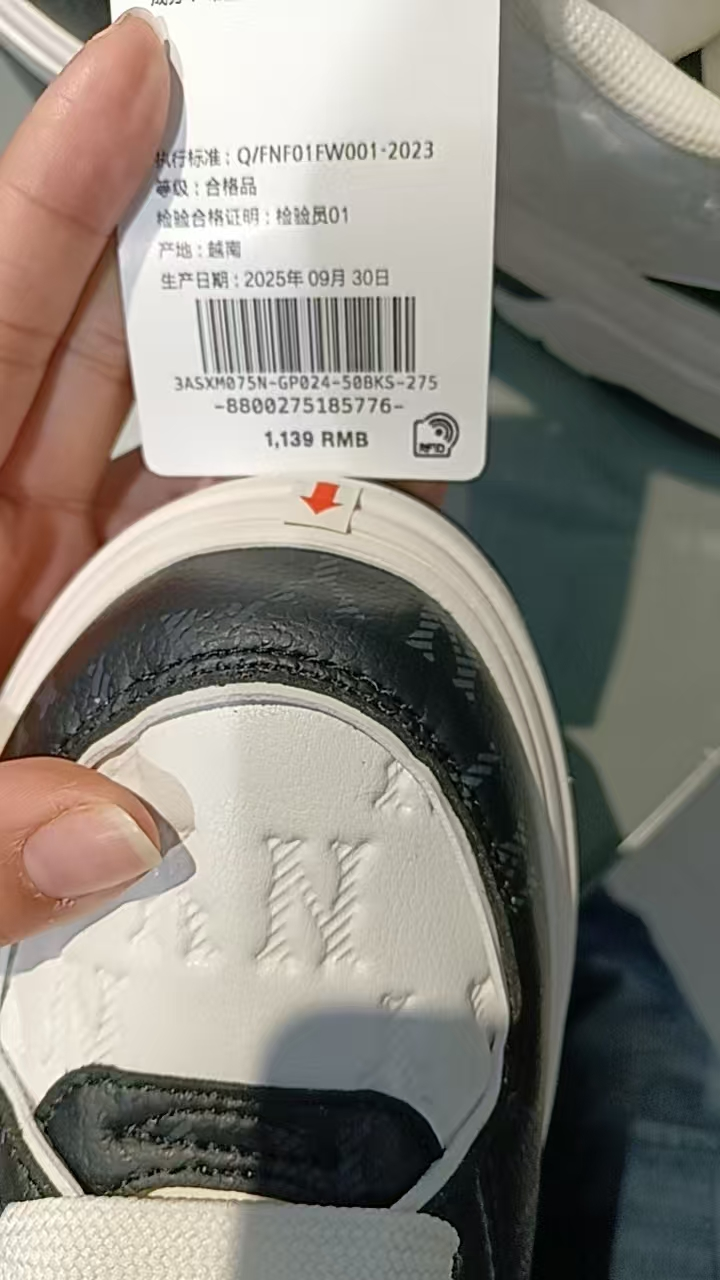 执行标准：Q/FNF01FW001-2023
等级：合格品
检验合格证明：检验员01
产地：越南
生产日期：2025年 09月 30日
3ASXM075N-GP024-50BKS-275
-8800275185776-
1,139 RMB
RFID
N